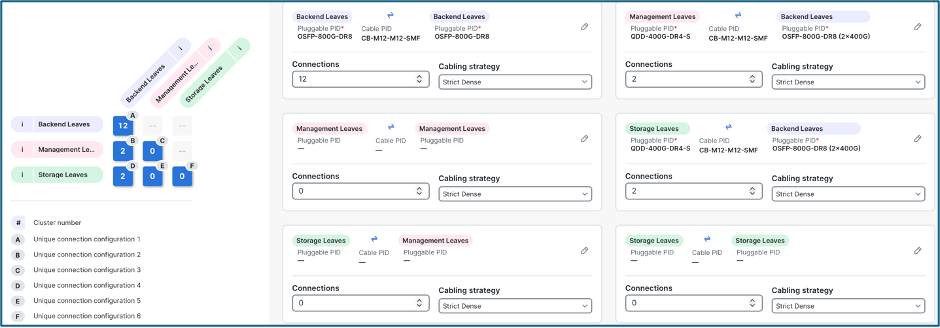 Backend Leaves i
Management Le... i
Storage Leaves i
i Backend Leaves 12 A --- ---
i Management Le... 2 B 0 C ---
i Storage Leaves 2 D 0 E 0 F
# Cluster number
A Unique connection configuration 1
B Unique connection configuration 2
C Unique connection configuration 3
D Unique connection configuration 4
E Unique connection configuration 5
F Unique connection configuration 6
Backend Leaves Backend Leaves
Pluggable PID* Cable PID Pluggable PID*
OSFP-800G-DR8 CB-M12-M12-SMF OSFP-800G-DR8
Connections Cabling strategy
12 Strict Dense
Management Leaves Backend Leaves
Pluggable PID* Cable PID Pluggable PID*
QDD-400G-DR4-S CB-M12-M12-SMF OSFP-800G-DR8 (2×400G)
Connections Cabling strategy
2 Strict Dense
Management Leaves Management Leaves
Pluggable PID Cable PID Pluggable PID
— — —
Connections Cabling strategy
0 Strict Dense
Storage Leaves Backend Leaves
Pluggable PID* Cable PID Pluggable PID*
QDD-400G-DR4-S CB-M12-M12-SMF OSFP-800G-DR8 (2×400G)
Connections Cabling strategy
2 Strict Dense
Storage Leaves Management Leaves
Pluggable PID Cable PID Pluggable PID
— — —
Connections Cabling strategy
0 Strict Dense
Storage Leaves Storage Leaves
Pluggable PID Cable PID Pluggable PID
— — —
Connections Cabling strategy
0 Strict Dense